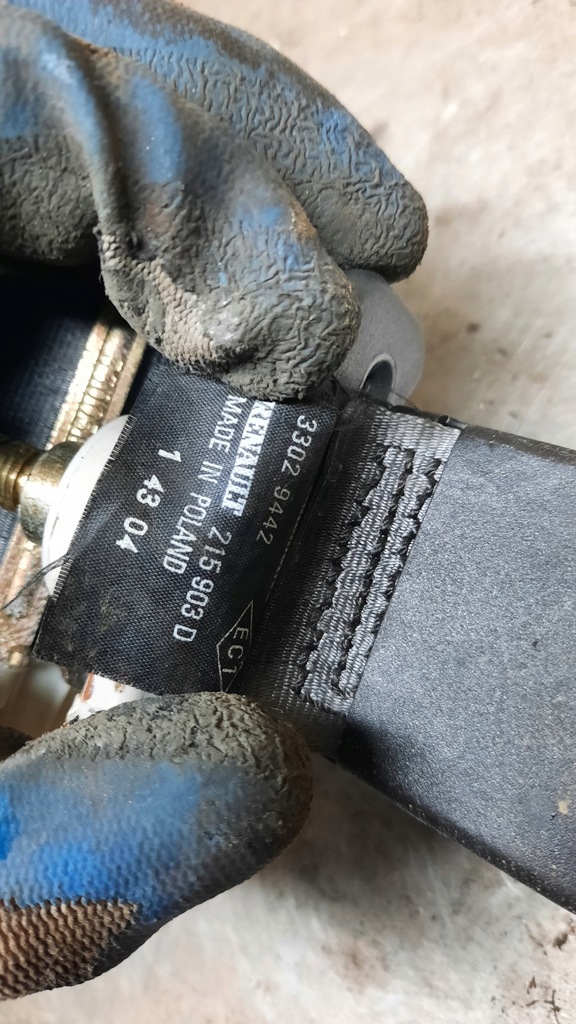 3302 9442
RENAULT 215 903 D
MADE IN POLAND
1 43 04